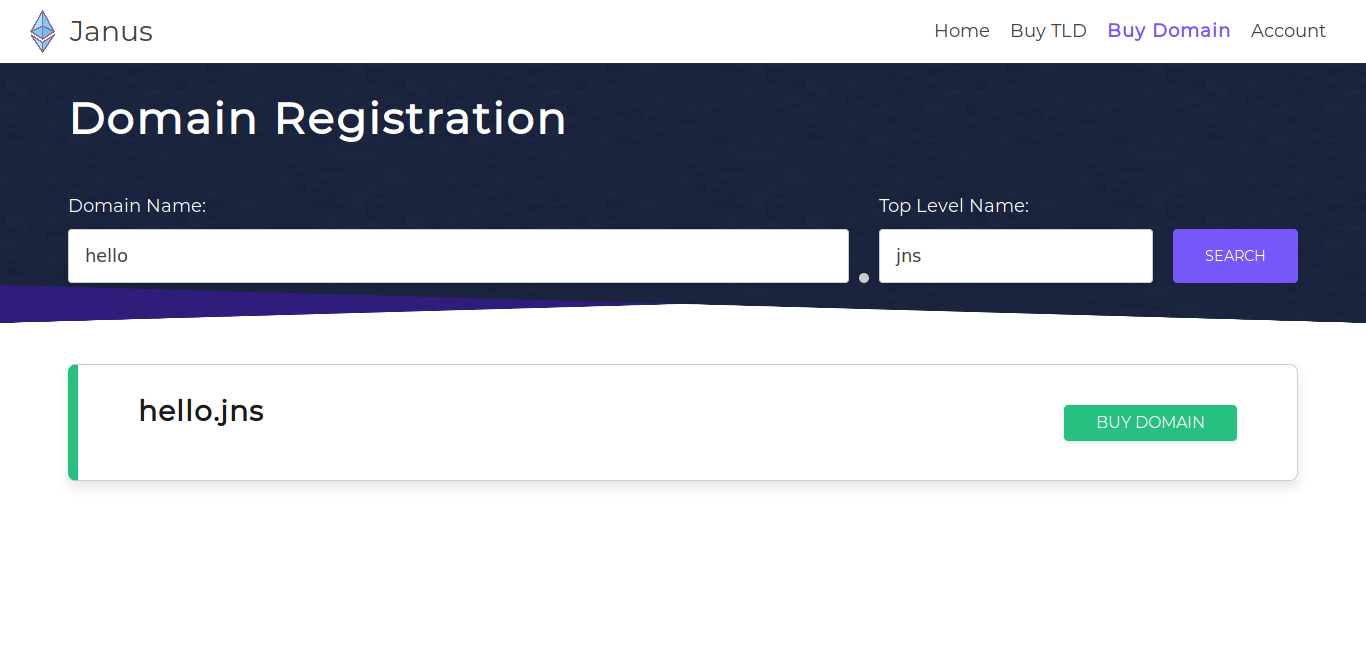 Janus
Home Buy TLD Buy Domain Account
Domain Registration
Domain Name: Top Level Name:
hello . jns SEARCH
hello.jns BUY DOMAIN